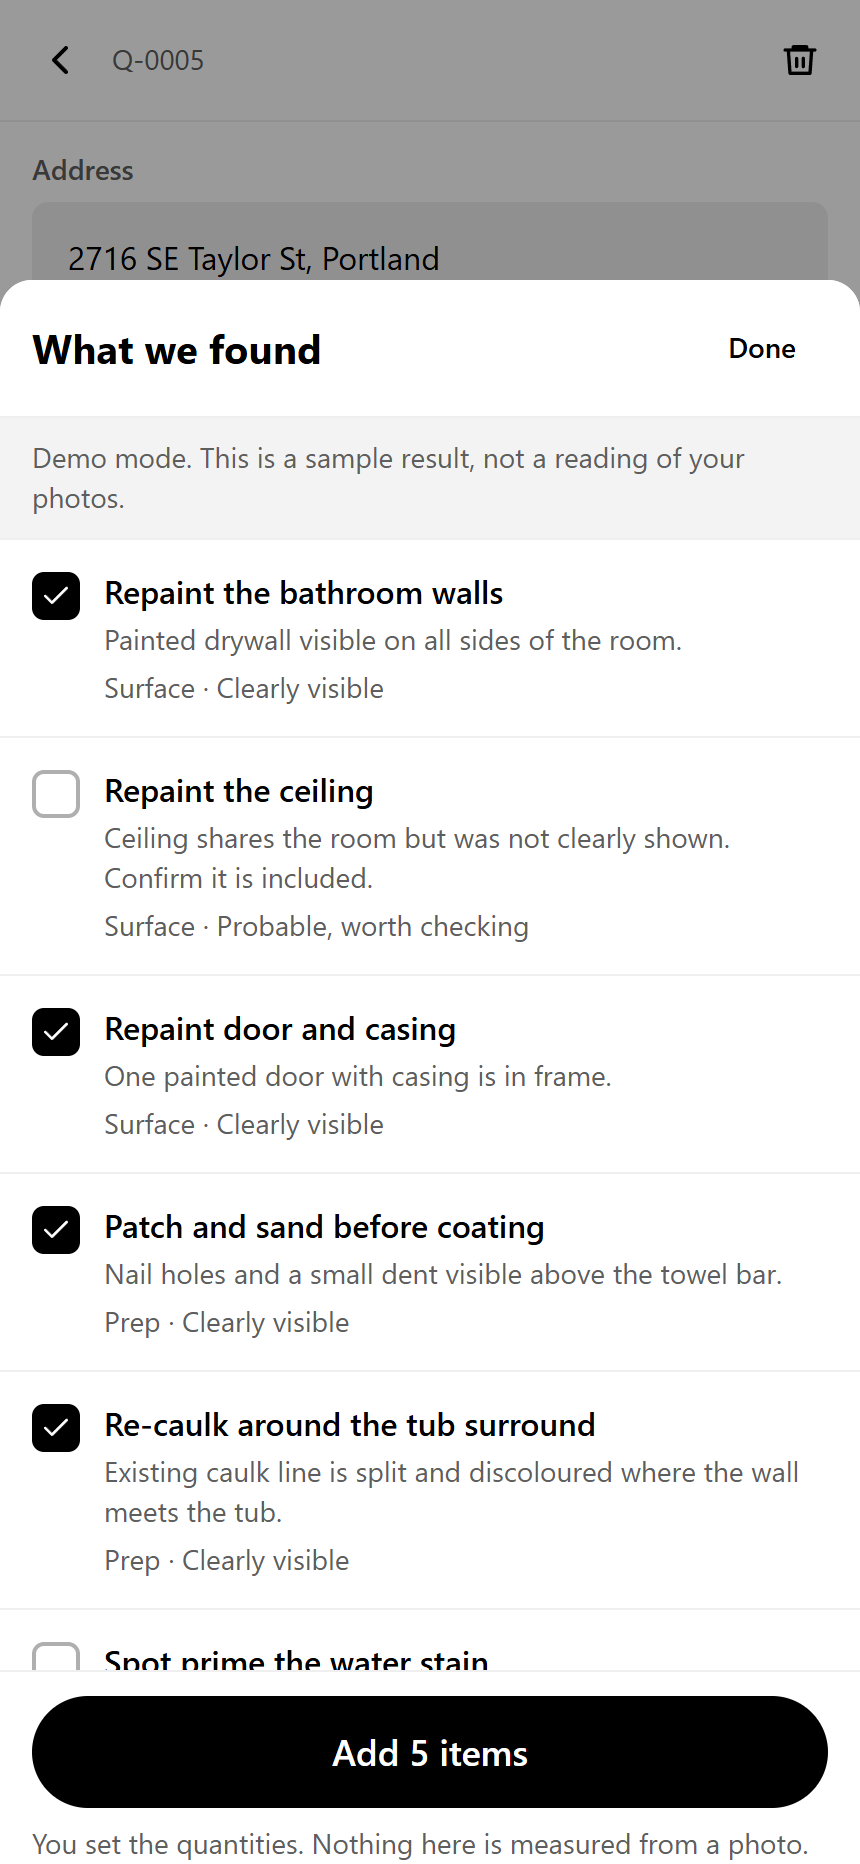 Q-0005
Address
2716 SE Taylor St, Portland
What we found
Done
Demo mode. This is a sample result, not a reading of your
photos.
Repaint the bathroom walls
Painted drywall visible on all sides of the room.
Surface · Clearly visible
Repaint the ceiling
Ceiling shares the room but was not clearly shown.
Confirm it is included.
Surface · Probable, worth checking
Repaint door and casing
One painted door with casing is in frame.
Surface · Clearly visible
Patch and sand before coating
Nail holes and a small dent visible above the towel bar.
Prep · Clearly visible
Re-caulk around the tub surround
Existing caulk line is split and discoloured where the wall
meets the tub.
Prep · Clearly visible
Spot prime the water stain
Add 5 items
You set the quantities. Nothing here is measured from a photo.